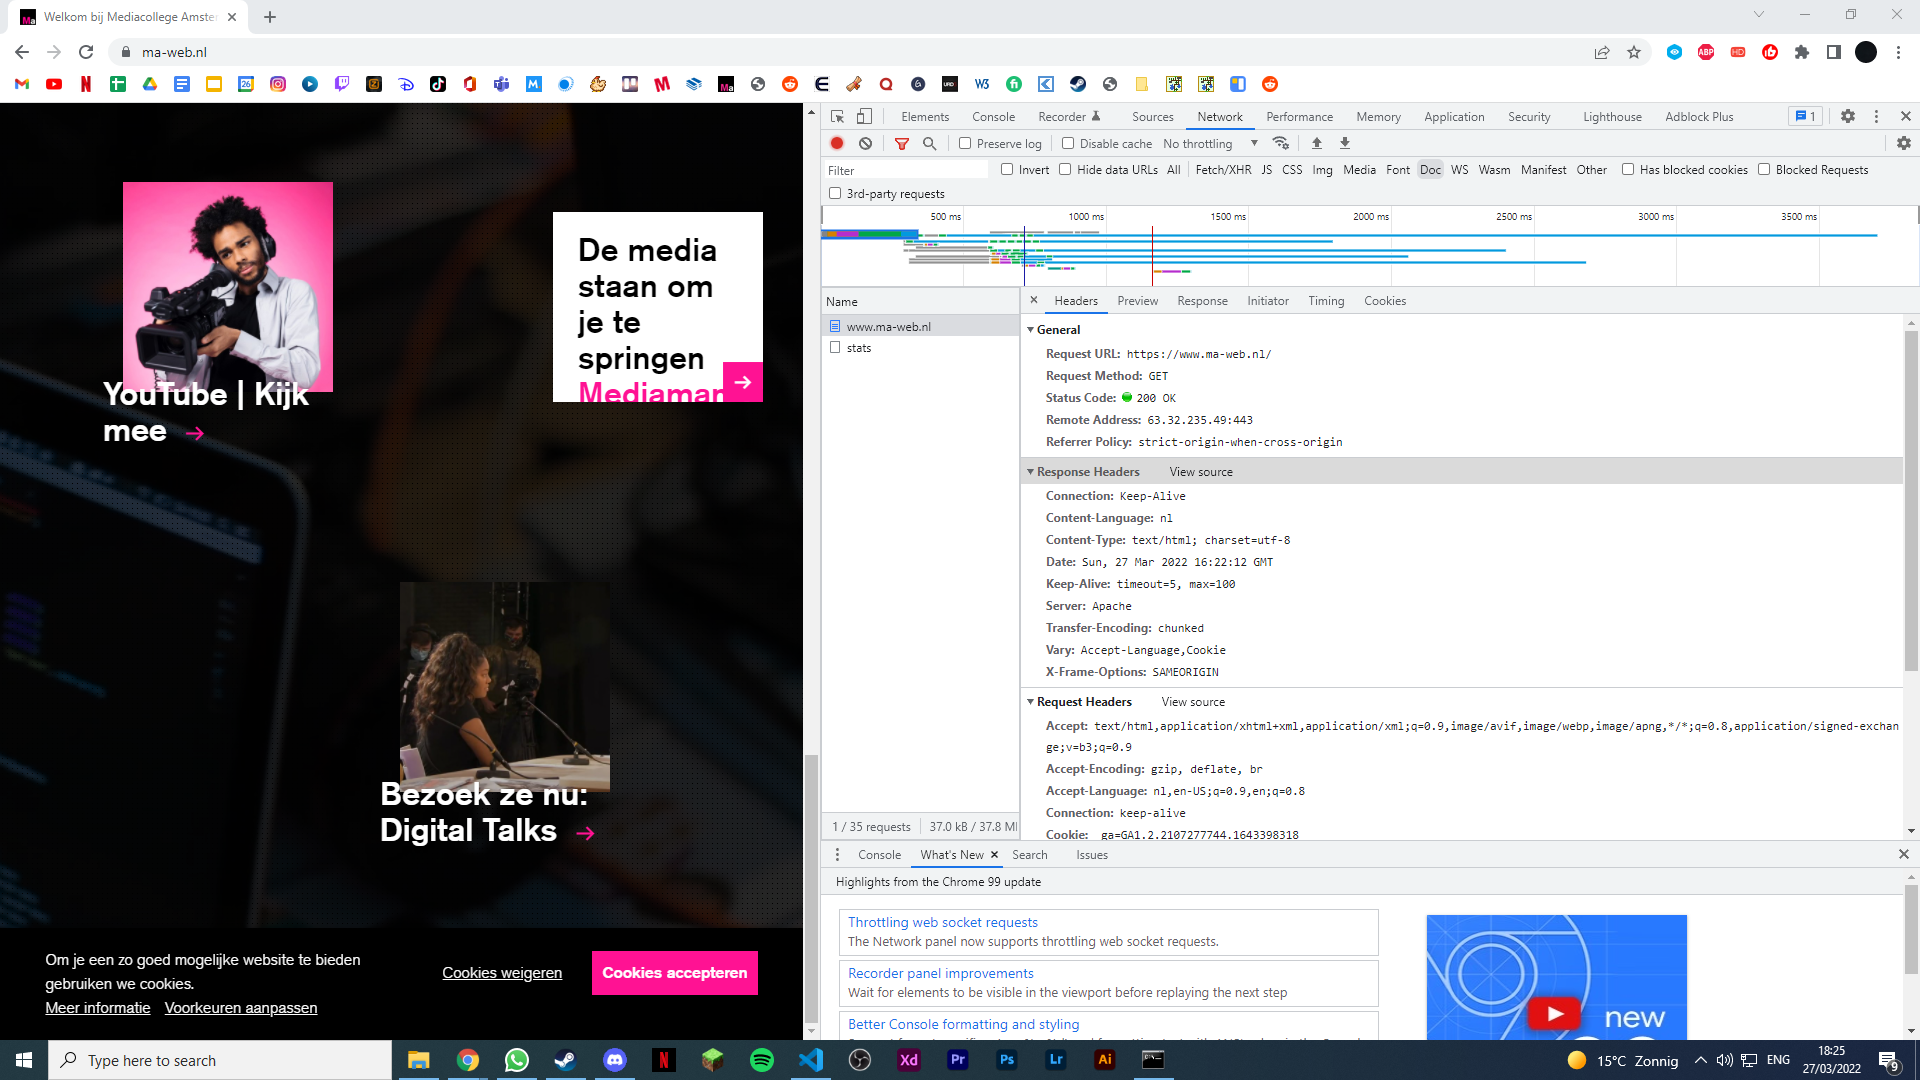 Welkom bij Mediacollege Amster
ma-web.nl
De media
staan om
je te
springen
Mediaman
YouTube | Kijk
mee →
Bezoek ze nu:
Digital Talks →
Om je een zo goed mogelijke website te bieden
gebruiken we cookies.
Meer informatie Voorkeuren aanpassen
Cookies weigeren
Cookies accepteren
Elements Console Recorder Sources Network Performance Memory Application Security Lighthouse Adblock Plus 1
Preserve log Disable cache No throttling
Filter Invert Hide data URLs All Fetch/XHR JS CSS Img Media Font Doc WS Wasm Manifest Other Has blocked cookies Blocked Requests
3rd-party requests
500 ms 1000 ms 1500 ms 2000 ms 2500 ms 3000 ms 3500 ms
Name
www.ma-web.nl
stats
1 / 35 requests 37.0 kB / 37.8 M
Headers Preview Response Initiator Timing Cookies
General
Request URL: https://www.ma-web.nl/
Request Method: GET
Status Code: 200 OK
Remote Address: 63.32.235.49:443
Referrer Policy: strict-origin-when-cross-origin
Response Headers View source
Connection: Keep-Alive
Content-Language: nl
Content-Type: text/html; charset=utf-8
Date: Sun, 27 Mar 2022 16:22:12 GMT
Keep-Alive: timeout=5, max=100
Server: Apache
Transfer-Encoding: chunked
Vary: Accept-Language,Cookie
X-Frame-Options: SAMEORIGIN
Request Headers View source
Accept: text/html,application/xhtml+xml,application/xml;q=0.9,image/avif,image/webp,image/apng,*/*;q=0.8,application/signed-exchan
ge;v=b3;q=0.9
Accept-Encoding: gzip, deflate, br
Accept-Language: nl,en-US;q=0.9,en;q=0.8
Connection: keep-alive
Cookie: _ga=GA1.2.2107277744.1643398318
Console What's New Search Issues
Highlights from the Chrome 99 update
Throttling web socket requests
The Network panel now supports throttling web socket requests.
Recorder panel improvements
Wait for elements to be visible in the viewport before replaying the next step
Better Console formatting and styling
new
Type here to search
15°C Zonnig
ENG
18:25
27/03/2022
9